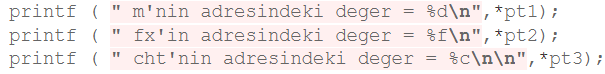 printf ( " m'nin adresindeki deger = %d\n",*pt1);
printf ( " fx'in adresindeki deger = %f\n",*pt2);
printf ( " cht'nin adresindeki deger = %c\n\n",*pt3);